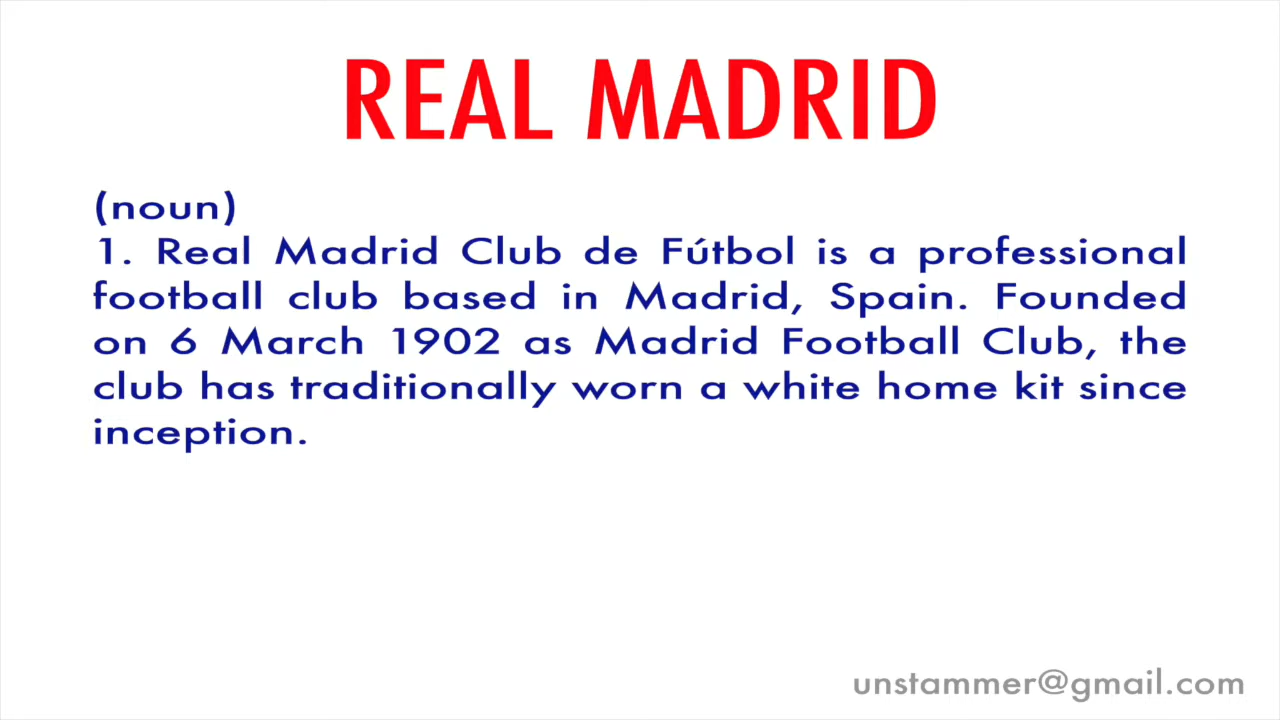 REAL MADRID
(noun)
1. Real Madrid Club de Fútbol is a professional
football club based in Madrid, Spain. Founded
on 6 March 1902 as Madrid Football Club, the
club has traditionally worn a white home kit since
inception.
unstammer@gmail.com